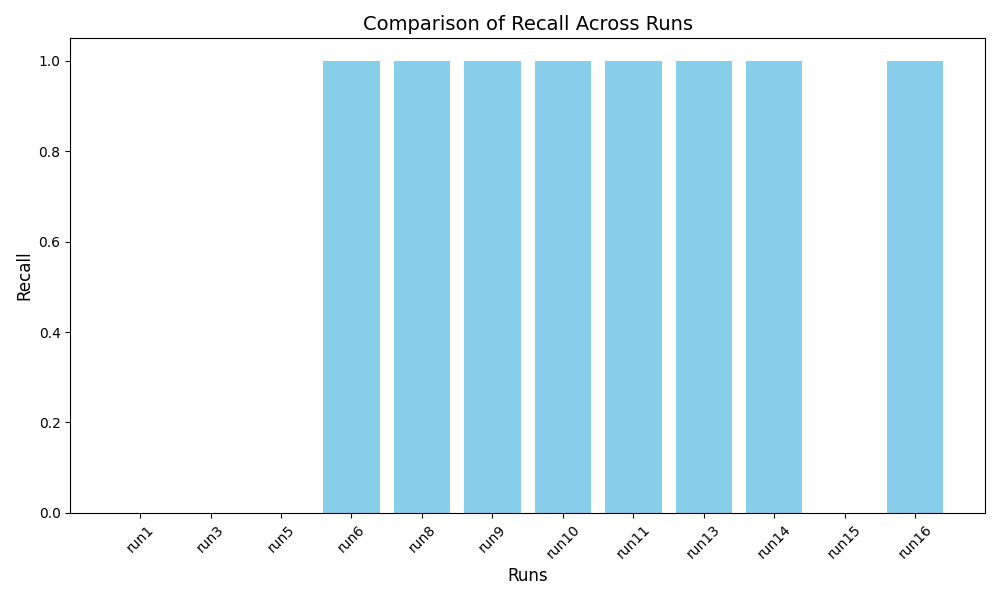 Comparison of Recall Across Runs
1.0
0.8
0.6
0.4
0.2
0.0
Recall
run1 run3 run5 run6 run8 run9 run10 run11 run13 run14 run15 run16
Runs